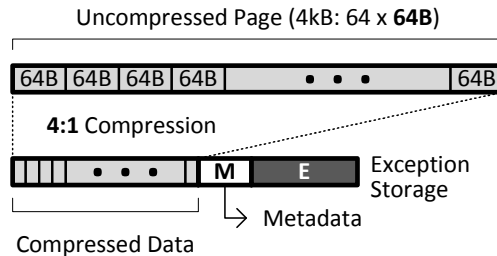 Uncompressed Page (4kB: 64 x 64B)
64B 64B 64B 64B • • • 64B
4:1 Compression
• • • M E Exception
Storage
Metadata
Compressed Data